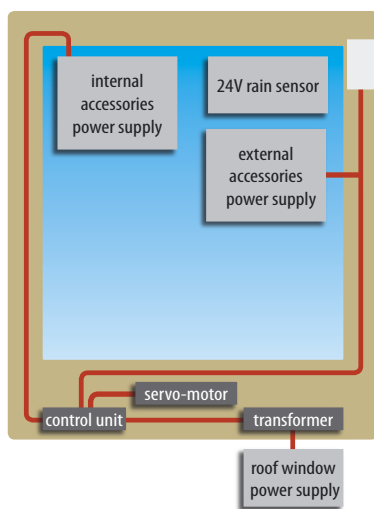 internal
accessories
power supply
24V rain sensor
external
accessories
power supply
servo-motor
control unit
transformer
roof window
power supply